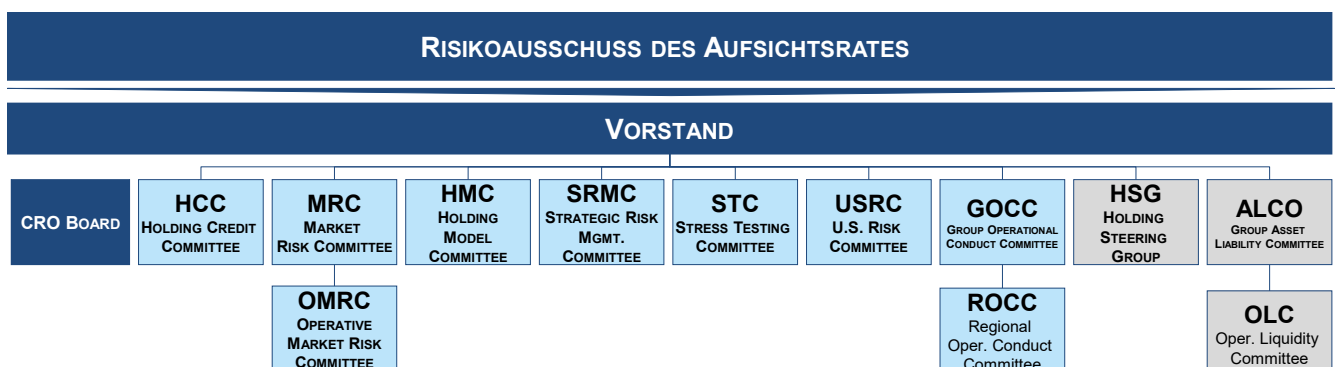 RISIKOAUSSCHUSS DES AUFSICHTSRATES
VORSTAND
CRO BOARD
HCC
HOLDING CREDIT
COMMITTEE
MRC
MARKET
RISK COMMITTEE
HMC
HOLDING
MODEL
COMMITTEE
SRMC
STRATEGIC RISK
MGMT.
COMMITTEE
STC
STRESS TESTING
COMMITTEE
USRC
U.S. RISK
COMMITTEE
GOCC
GROUP OPERATIONAL
CONDUCT COMMITTEE
HSG
HOLDING
STEERING
GROUP
ALCO
GROUP ASSET
LIABILITY COMMITTEE
OMRC
OPERATIVE
MARKET RISK
COMMITTEE
ROCC
Regional
Oper. Conduct
Committee
OLC
Oper. Liquidity
Committee